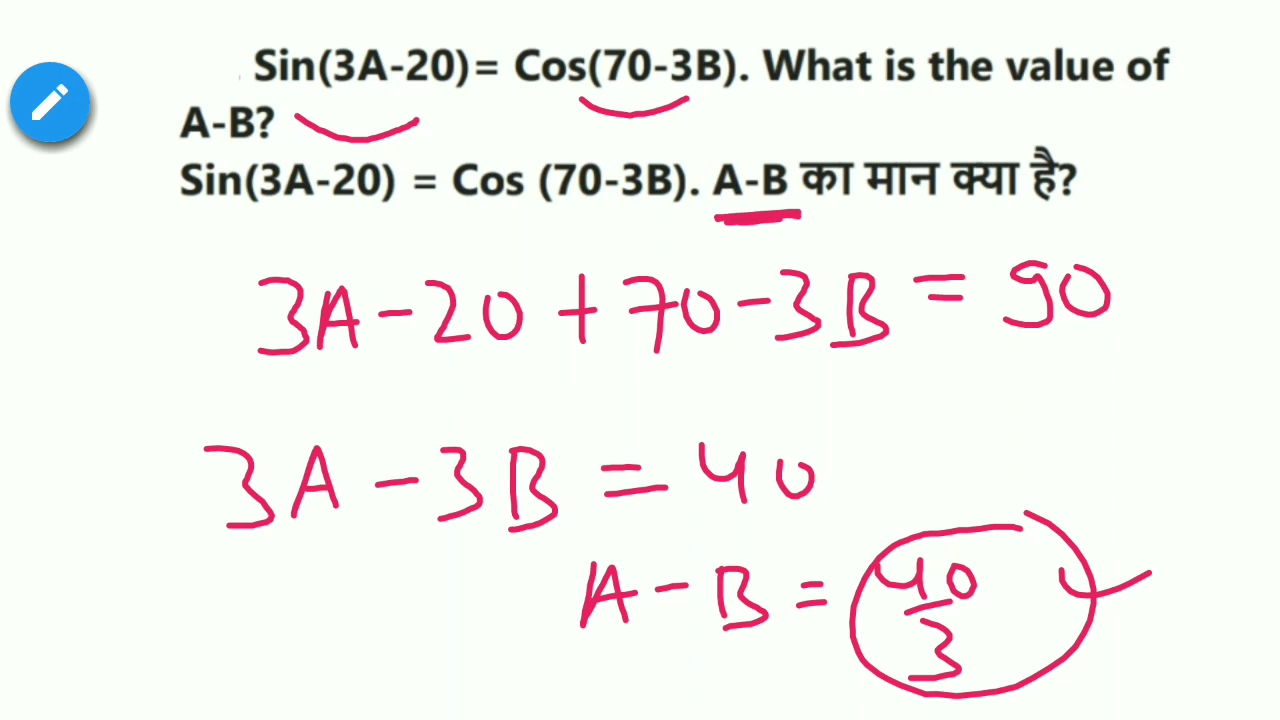 Sin(3A-20)= Cos(70-3B). What is the value of
A-B?
Sin(3A-20) = Cos (70-3B). A-B का मान क्या है?
3A-20+70-3B=90
3A-3B=40
A-B=40/3